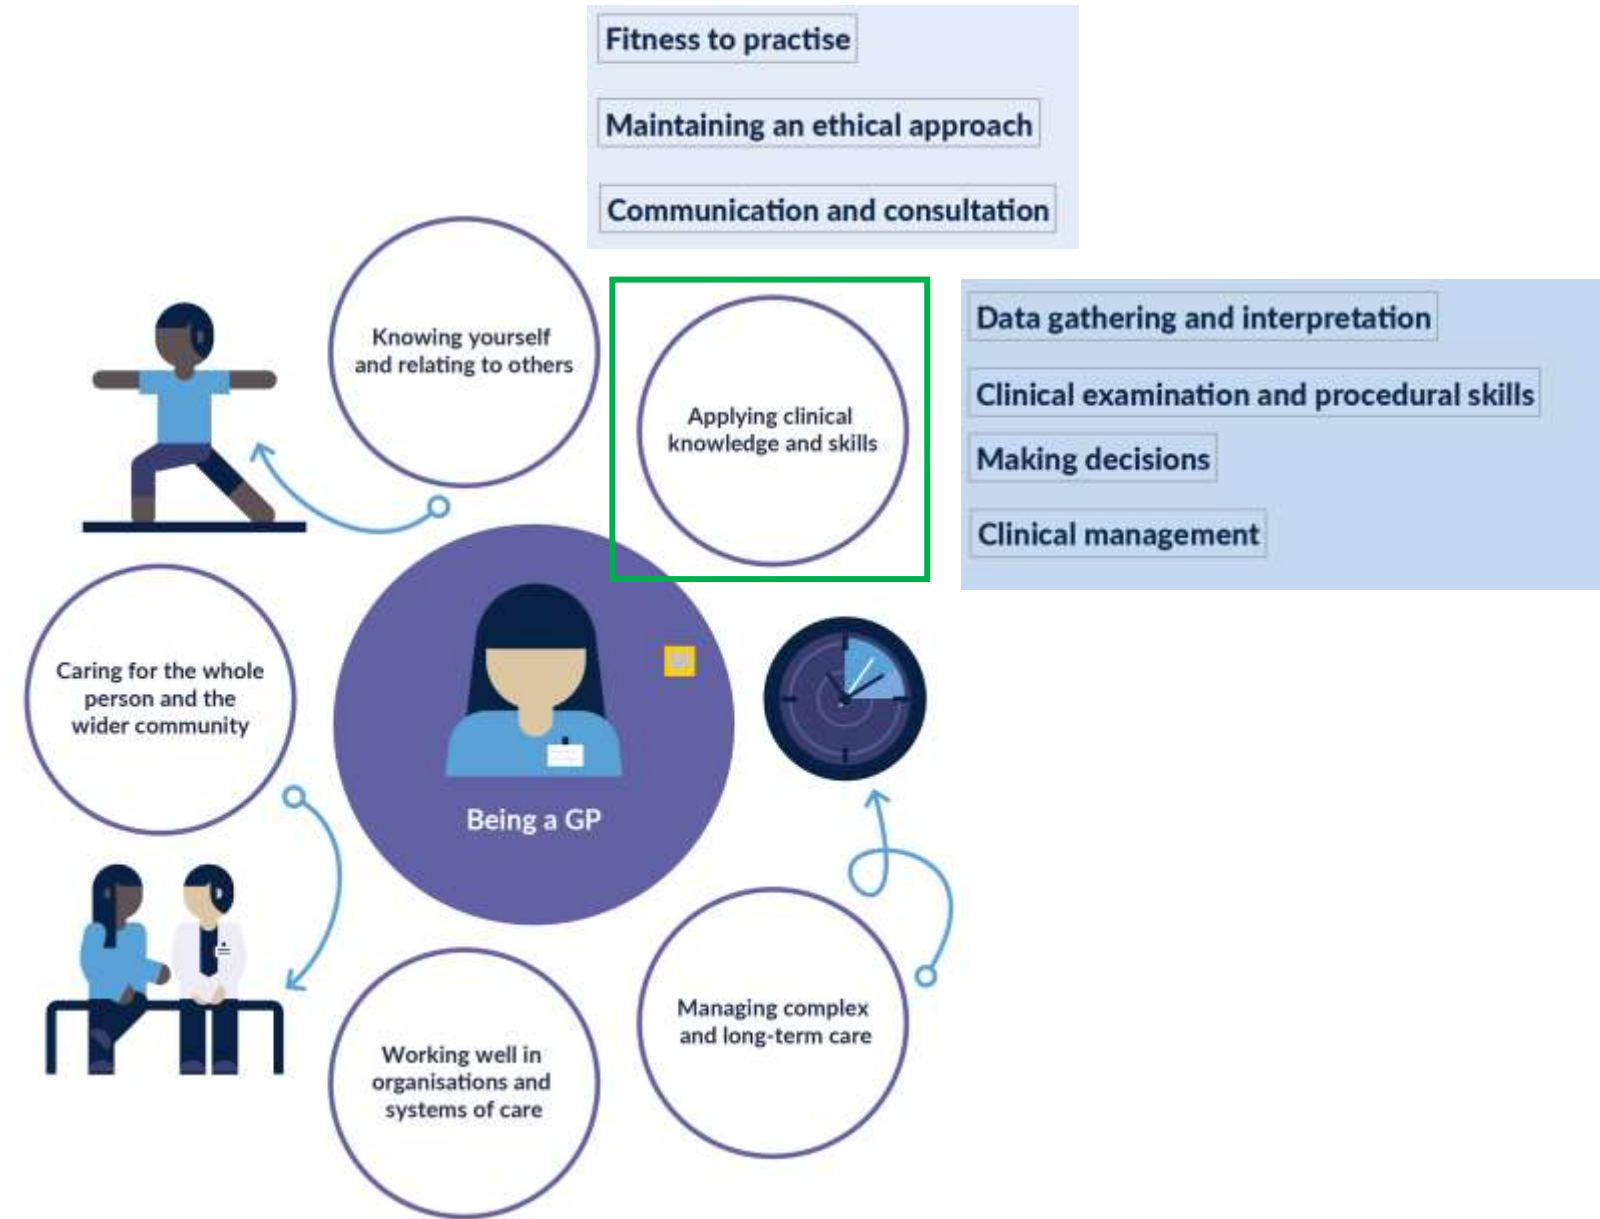 Fitness to practise
Maintaining an ethical approach
Communication and consultation
Knowing yourself
and relating to others
Applying clinical
knowledge and skills
Data gathering and interpretation
Clinical examination and procedural skills
Making decisions
Clinical management
Caring for the whole
person and the
wider community
Being a GP
Managing complex
and long-term care
Working well in
organisations and
systems of care